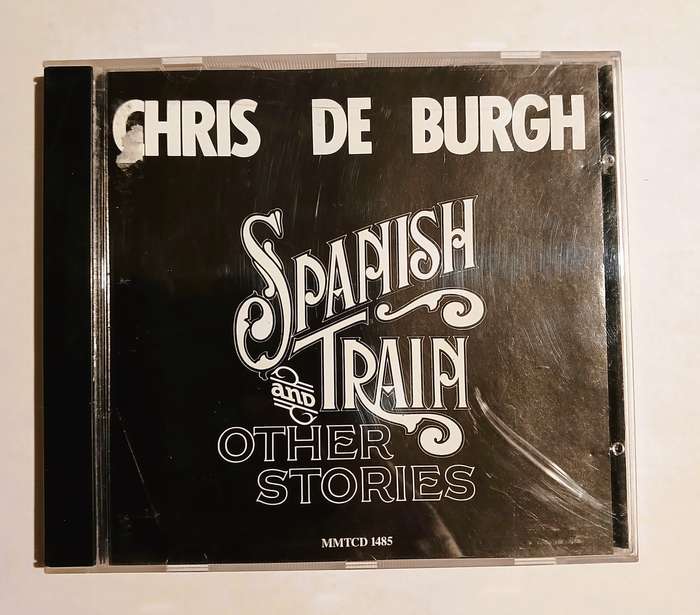 CHRIS DE BURGH
SPANISH
TRAIN
and
OTHER
STORIES
MMTCD 1485